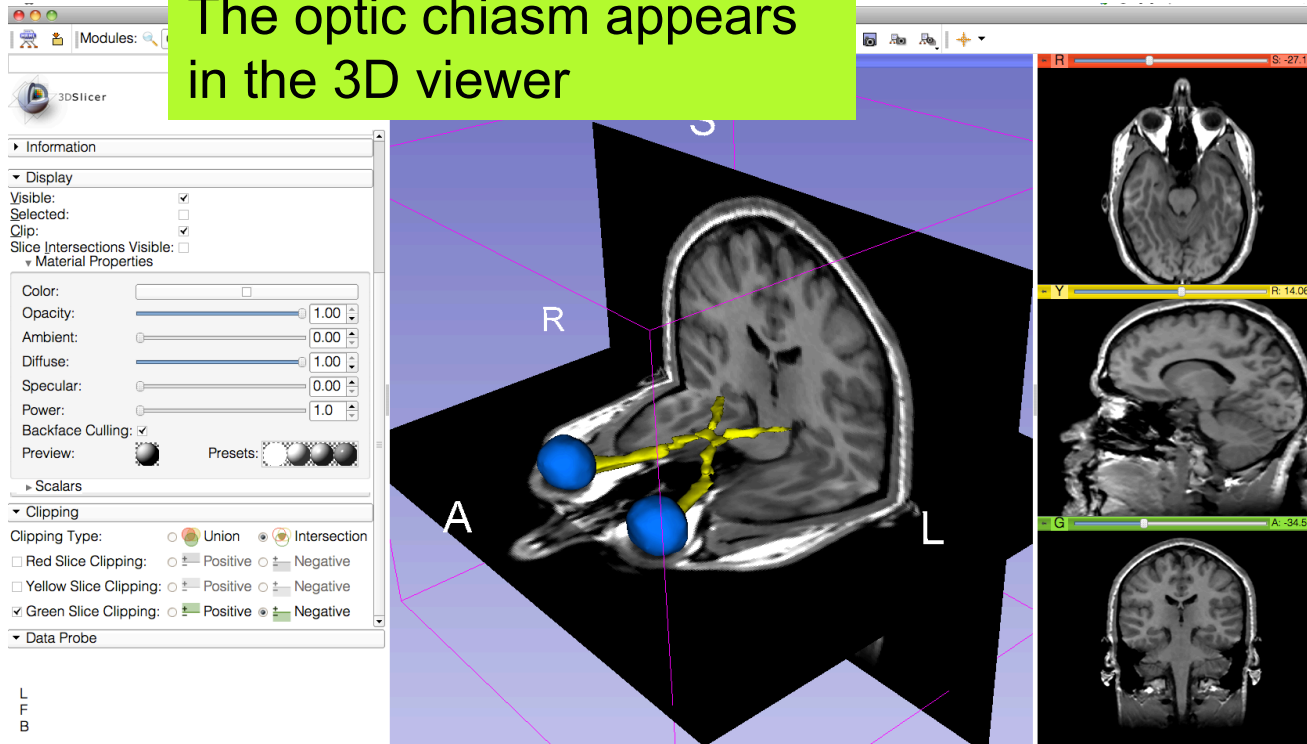 The optic chiasm appears
in the 3D viewer
Modules:
3DSlicer
Information
Display
Visible:
Selected:
Clip:
Slice Intersections Visible:
Material Properties
Color:
Opacity: 1.00
Ambient: 0.00
Diffuse: 1.00
Specular: 0.00
Power: 1.0
Backface Culling:
Preview: Presets:
Scalars
Clipping
Clipping Type: Union Intersection
Red Slice Clipping: Positive Negative
Yellow Slice Clipping: Positive Negative
Green Slice Clipping: Positive Negative
Data Probe
L
F
B
S
R
A
L
R S: -27.1
Y R: 14.06
G A: -34.5